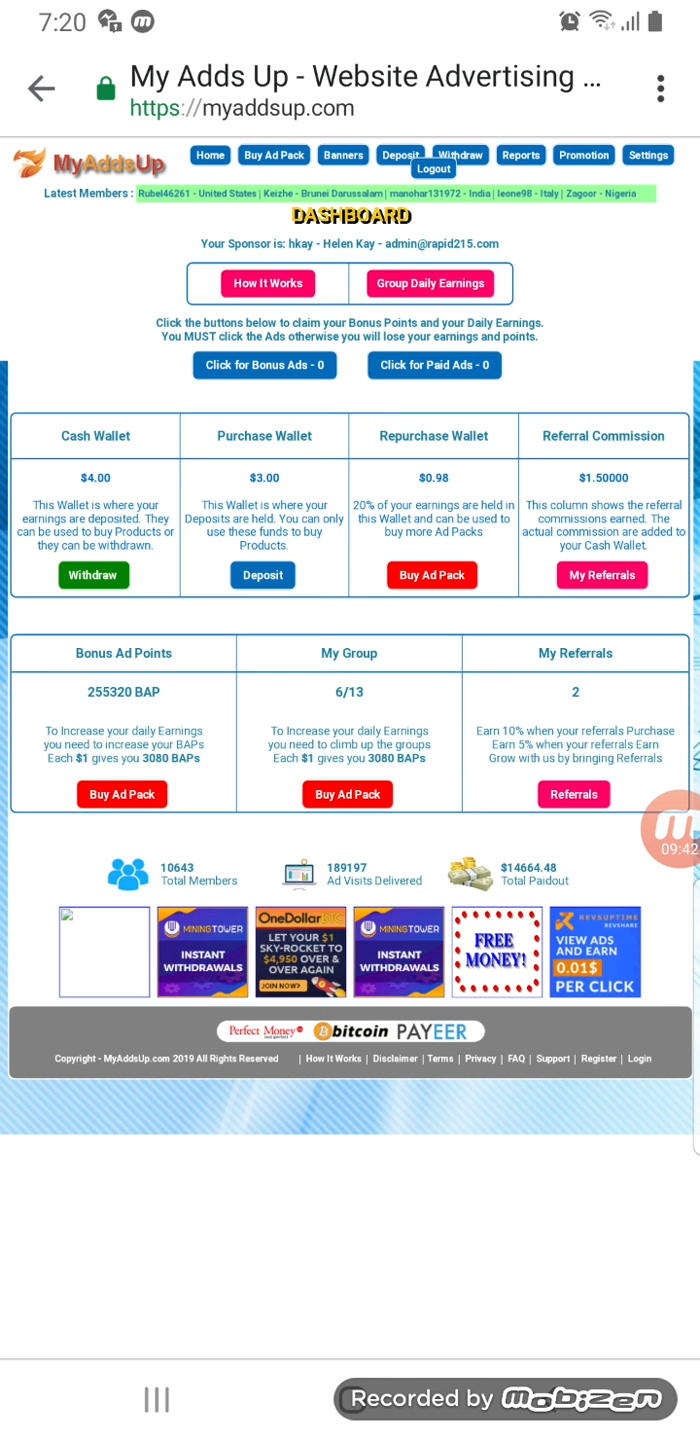 7:20
My Adds Up - Website Advertising ...
https://myaddsup.com
MyAddsUp
Home Buy Ad Pack Banners Deposit Withdraw Reports Promotion Settings
Logout
Latest Members : Rubel46261 - United States | Keizhe - Brunei Darussalam | manohar131972 - India | leone98 - Italy | Zagoor - Nigeria
DASHBOARD
Your Sponsor is: hkay - Helen Kay - admin@rapid215.com
How It Works Group Daily Earnings
Click the buttons below to claim your Bonus Points and your Daily Earnings.
You MUST click the Ads otherwise you will lose your earnings and points.
Click for Bonus Ads - 0 Click for Paid Ads - 0
Cash Wallet Purchase Wallet Repurchase Wallet Referral Commission
$4.00 $3.00 $0.98 $1.50000
This Wallet is where your This Wallet is where your 20% of your earnings are held in This column shows the referral
earnings are deposited. They Deposits are held. You can only this Wallet and can be used to commissions earned. The
can be used to buy Products or use these funds to buy buy more Ad Packs actual commission are added to
they can be withdrawn. Products. your Cash Wallet.
Withdraw Deposit Buy Ad Pack My Referrals
Bonus Ad Points My Group My Referrals
255320 BAP 6/13 2
To Increase your daily Earnings To Increase your daily Earnings Earn 10% when your referrals Purchase
you need to increase your BAPs you need to climb up the groups Earn 5% when your referrals Earn
Each $1 gives you 3080 BAPs Each $1 gives you 3080 BAPs Grow with us by bringing Referrals
Buy Ad Pack Buy Ad Pack Referrals
09:42
10643 189197 $14664.48
Total Members Ad Visits Delivered Total Paidout
MININGTOWER
INSTANT
WITHDRAWALS
OneDollarBTC
LET YOUR $1
SKY-ROCKET TO
$4,950 OVER &
OVER AGAIN
JOIN NOW>
MININGTOWER
INSTANT
WITHDRAWALS
FREE
MONEY!
REVSUPTIME
REVSHARE
VIEW ADS
AND EARN
0.01$
PER CLICK
Perfect Money bitcoin PAYEER
Copyright - MyAddsUp.com 2019 All Rights Reserved | How It Works | Disclaimer | Terms | Privacy | FAQ | Support | Register | Login
Recorded by mobizen